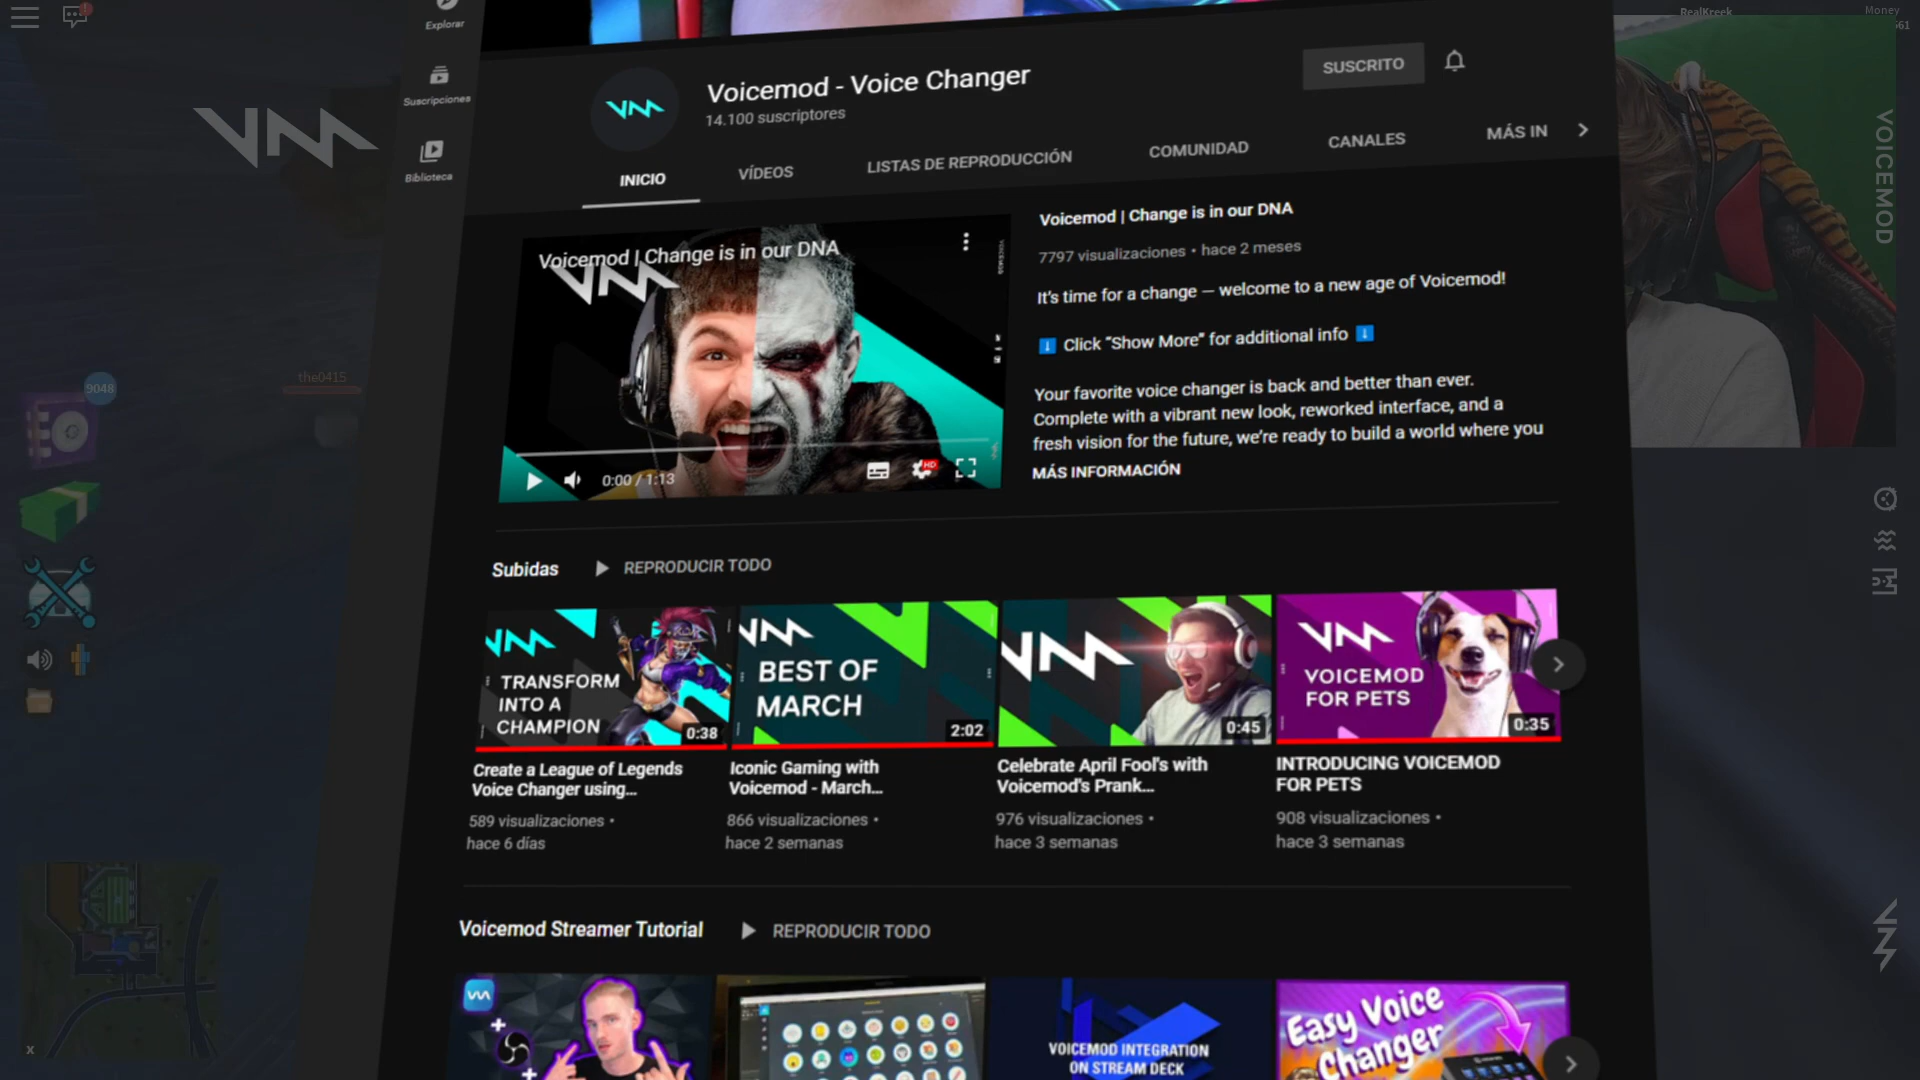 Explorar
RealKreek
Money
Suscripciones
Biblioteca
Voicemod - Voice Changer
14.100 suscriptores
SUSCRITO
INICIO
VÍDEOS
LISTAS DE REPRODUCCIÓN
COMUNIDAD
CANALES
MÁS IN
VOICEMOD
Voicemod | Change is in our DNA
0:00 / 1:13
HD
Voicemod | Change is in our DNA
7797 visualizaciones • hace 2 meses
It's time for a change — welcome to a new age of Voicemod!
Click "Show More" for additional info
Your favorite voice changer is back and better than ever.
Complete with a vibrant new look, reworked interface, and a
fresh vision for the future, we're ready to build a world where you
MÁS INFORMACIÓN
the0415
9048
Subidas
REPRODUCIR TODO
TRANSFORM
INTO A
CHAMPION
0:38
BEST OF
MARCH
2:02
0:45
VOICEMOD
FOR PETS
0:35
Create a League of Legends
Voice Changer using...
589 visualizaciones •
hace 6 días
Iconic Gaming with
Voicemod - March...
866 visualizaciones •
hace 2 semanas
Celebrate April Fool's with
Voicemod's Prank...
976 visualizaciones •
hace 3 semanas
INTRODUCING VOICEMOD
FOR PETS
908 visualizaciones •
hace 3 semanas
Voicemod Streamer Tutorial
REPRODUCIR TODO
VOICEMOD INTEGRATION
ON STREAM DECK
Easy Voice
Changer
x